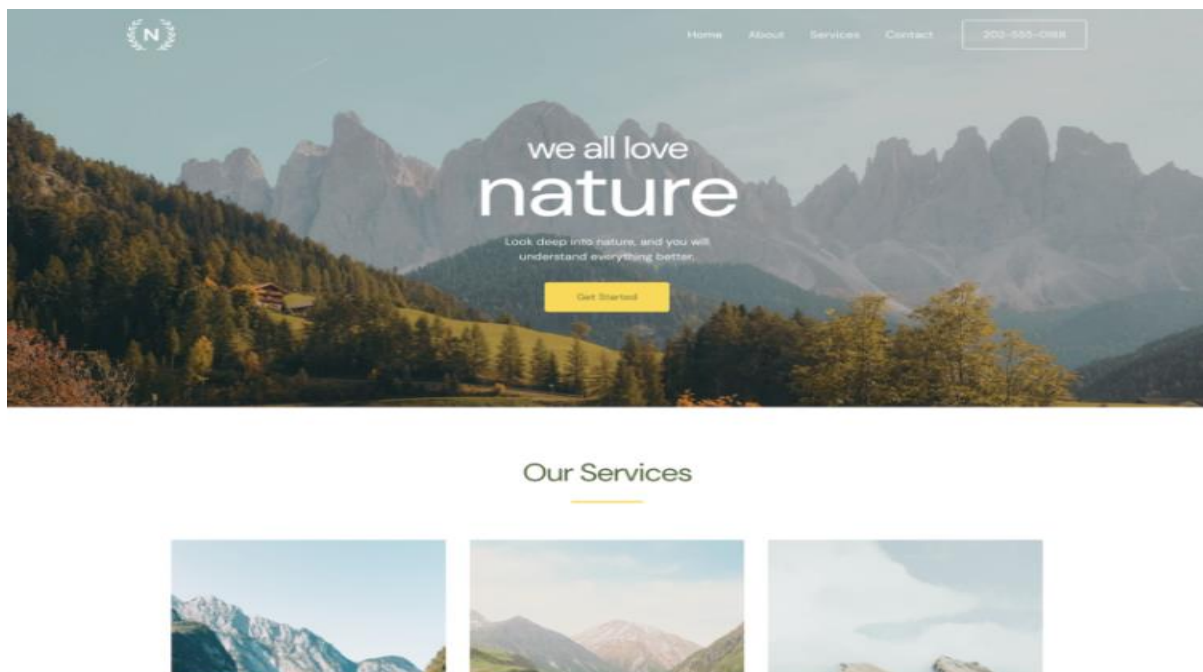 N
Home About Services Contact 202-555-0188
we all love
nature
Look deep into nature, and you will
understand everything better.
Get Started
Our Services